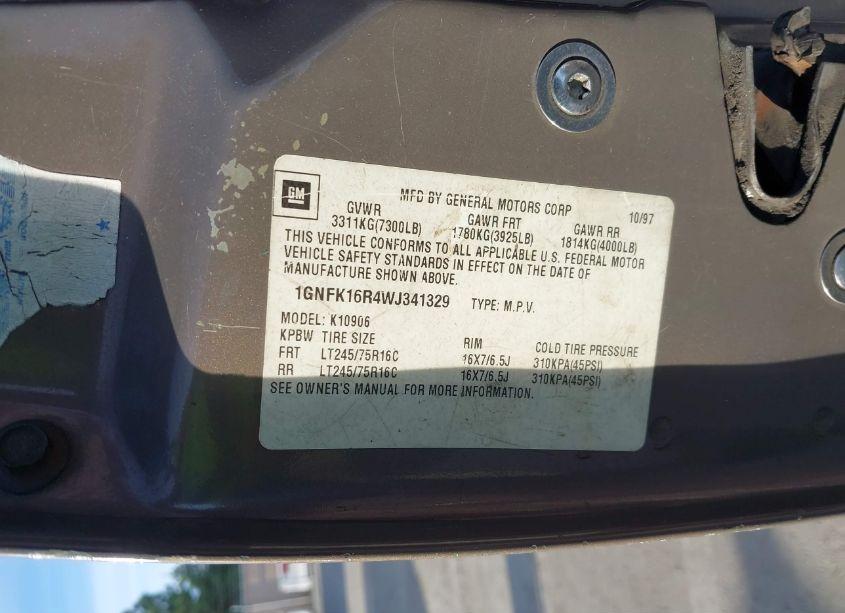 GM
MFD BY GENERAL MOTORS CORP 10/97
GVWR GAWR FRT GAWR RR
3311KG(7300LB) 1780KG(3925LB) 1814KG(4000LB)
THIS VEHICLE CONFORMS TO ALL APPLICABLE U.S. FEDERAL MOTOR
VEHICLE SAFETY STANDARDS IN EFFECT ON THE DATE OF
MANUFACTURE SHOWN ABOVE.
1GNFK16R4WJ341329 TYPE: M.P.V.
MODEL: K10906
KPBW TIRE SIZE RIM COLD TIRE PRESSURE
FRT LT245/75R16C 16X7/6,5J 310KPA(45PSI)
RR LT245/75R16C 16X7/6,5J 310KPA(45PSI)
SEE OWNER'S MANUAL FOR MORE INFORMATION.